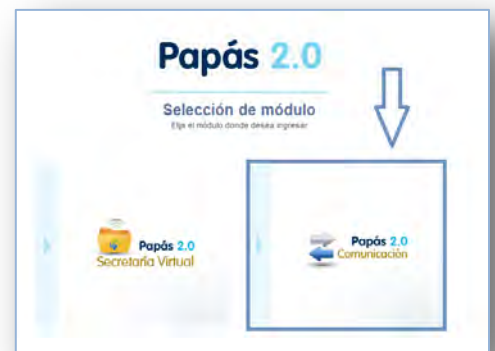 Papás 2.0
Selección de módulo
Elija el módulo donde desea ingresar
Papás 2.0
Secretaría Virtual
Papás 2.0
Comunicación